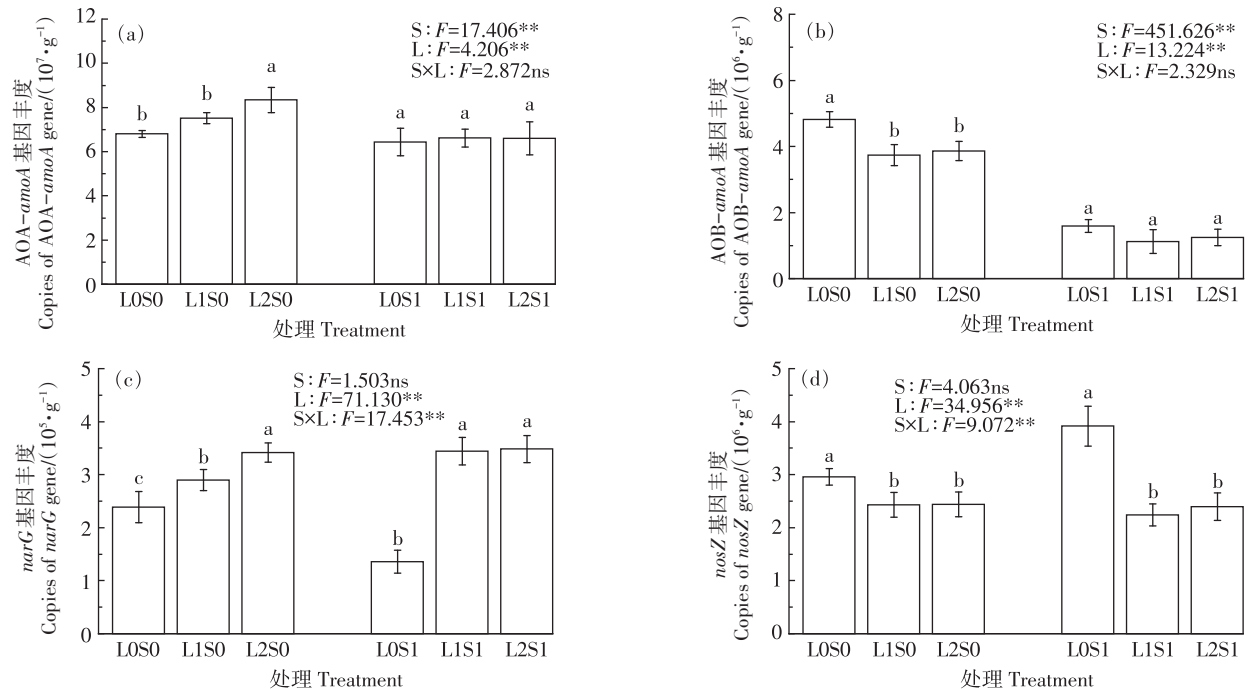 (a)
S:F=17.406**
L:F=4.206**
S×L:F=2.872ns
AOA-amoA 基因丰度
Copies of AOA-amoA gene/(10⁷•g⁻¹)
12
10
8
6
4
2
0
b
b
a
a
a
a
L0S0 L1S0 L2S0 L0S1 L1S1 L2S1
处理 Treatment
(b)
S:F=451.626**
L:F=13.224**
S×L:F=2.329ns
AOB-amoA 基因丰度
Copies of AOB-amoA gene/(10⁶•g⁻¹)
8
6
4
2
0
a
b
b
a
a
a
L0S0 L1S0 L2S0 L0S1 L1S1 L2S1
处理 Treatment
(c)
S:F=1.503ns
L:F=71.130**
S×L:F=17.453**
narG基因丰度
Copies of narG gene/(10⁵•g⁻¹)
5
4
3
2
1
0
c
b
a
b
a
a
L0S0 L1S0 L2S0 L0S1 L1S1 L2S1
处理 Treatment
(d)
S:F=4.063ns
L:F=34.956**
S×L:F=9.072**
nosZ 基因丰度
Copies of nosZ gene/(10⁶•g⁻¹)
5
4
3
2
1
0
a
b
b
a
b
b
L0S0 L1S0 L2S0 L0S1 L1S1 L2S1
处理 Treatment